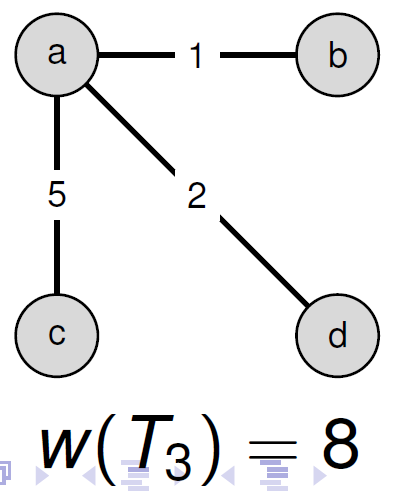 a 1 b
5 2
c d
w(T₃) = 8